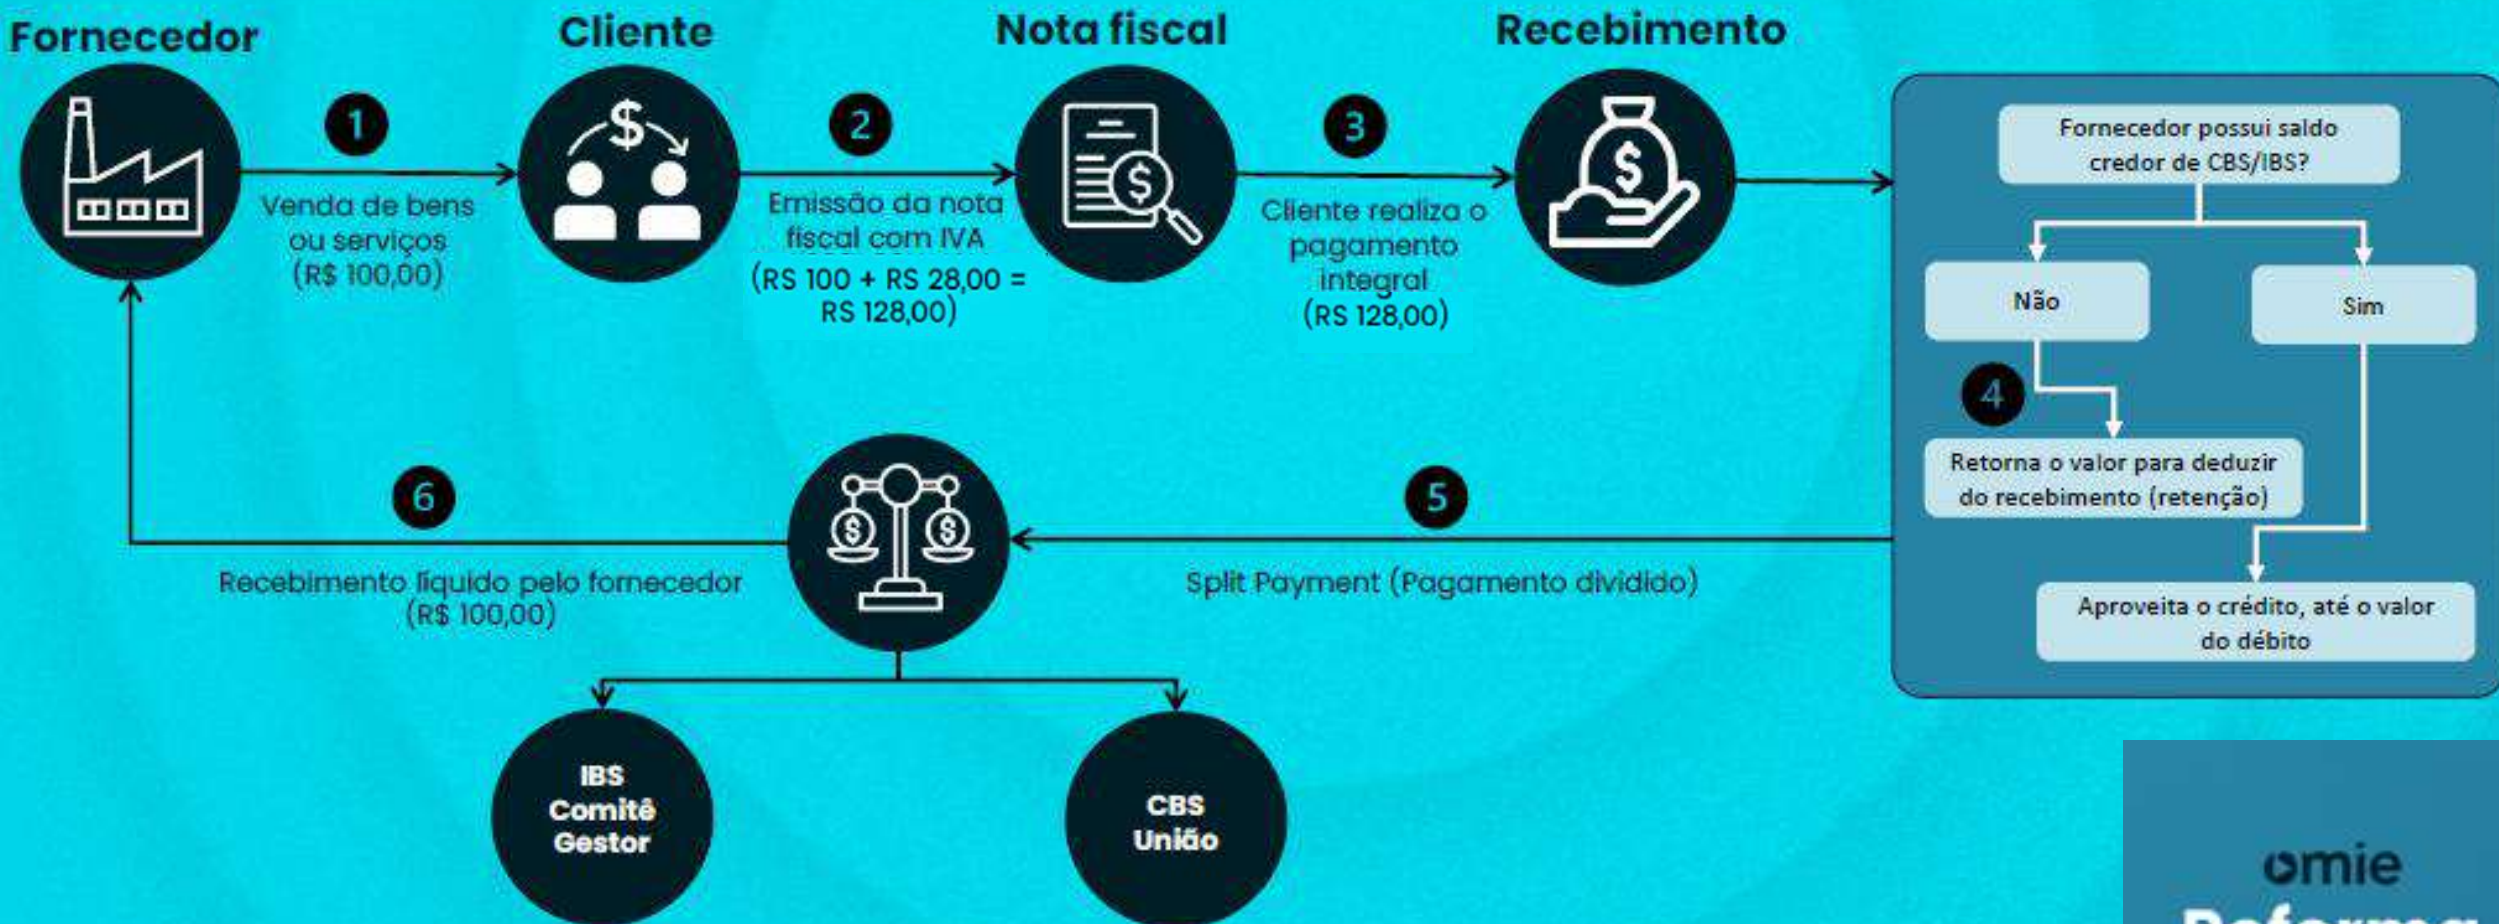 Fornecedor
Cliente
Nota fiscal
Recebimento
1
Venda de bens
ou serviços
(R$ 100,00)
2
Emissão da nota
fiscal com IVA
(RS 100 + RS 28,00 =
RS 128,00)
3
Cliente realiza o
pagamento
integral
(RS 128,00)
Fornecedor possui saldo
credor de CBS/IBS?
Não
Sim
4
Retorna o valor para deduzir
do recebimento (retenção)
Aproveita o crédito, até o valor
do débito
5
Split Payment (Pagamento dividido)
6
Recebimento líquido pelo fornecedor
(R$ 100,00)
IBS
Comitê
Gestor
CBS
União
omie
Reforma